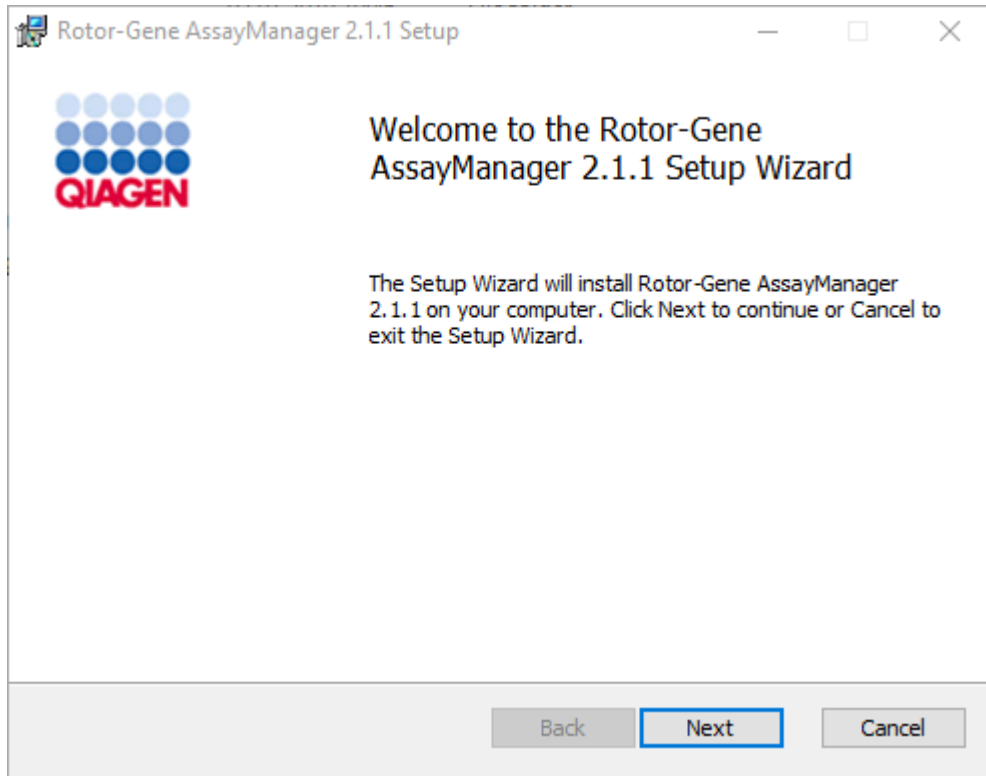 Rotor-Gene AssayManager 2.1.1 Setup
QIAGEN
Welcome to the Rotor-Gene
AssayManager 2.1.1 Setup Wizard
The Setup Wizard will install Rotor-Gene AssayManager
2.1.1 on your computer. Click Next to continue or Cancel to
exit the Setup Wizard.
Back
Next
Cancel